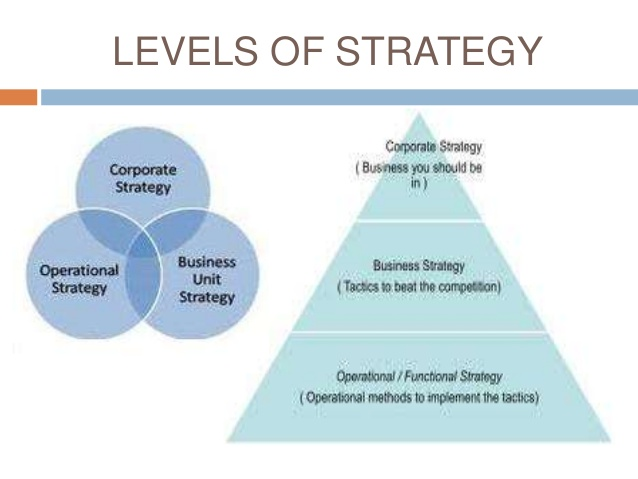 LEVELS OF STRATEGY
Corporate
Strategy
Operational
Strategy
Business
Unit
Strategy
Corporate Strategy
( Business you should be
in )
Business Strategy
( Tactics to beat the competition)
Operational / Functional Strategy
( Operational methods to implement the tactics)